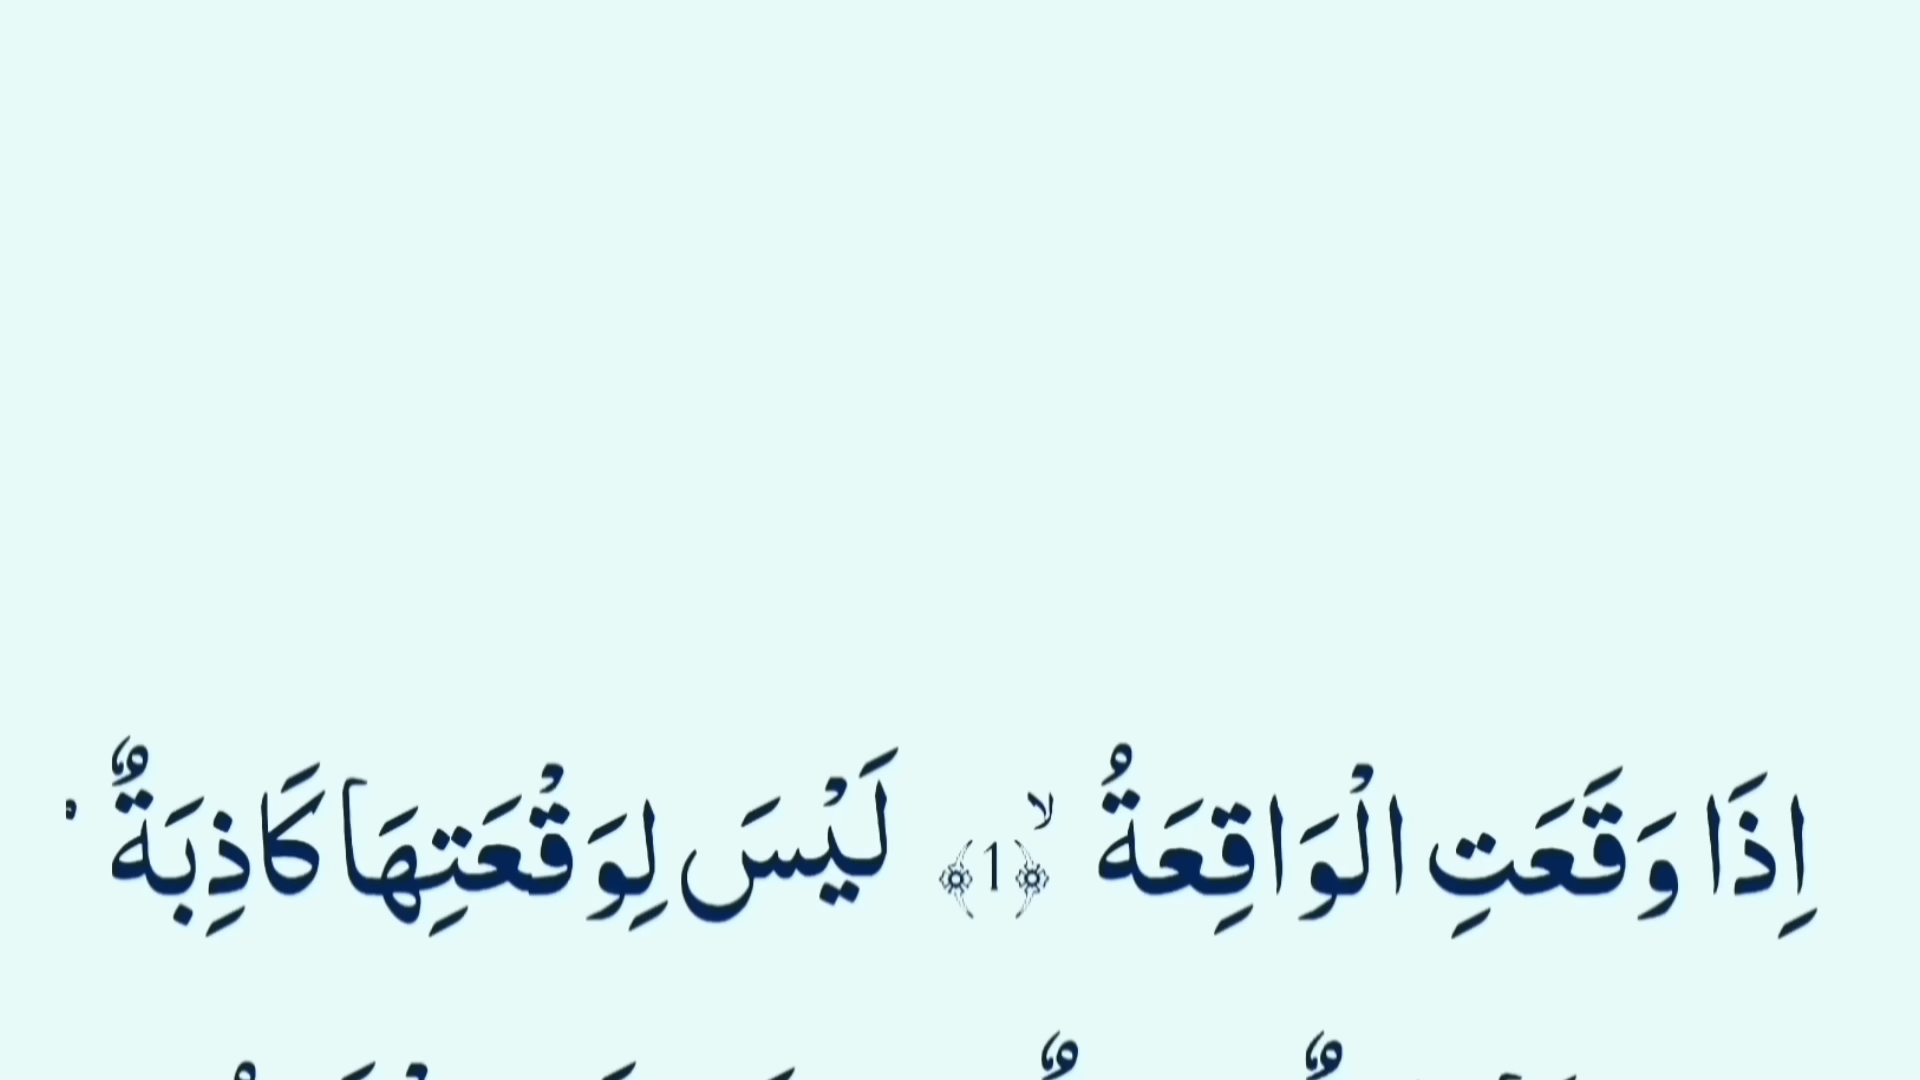 اِذَا وَقَعَتِ الْوَاقِعَةُ ۙ ﴿1﴾ لَيْسَ لِوَقْعَتِهَا كَاذِبَةٌ